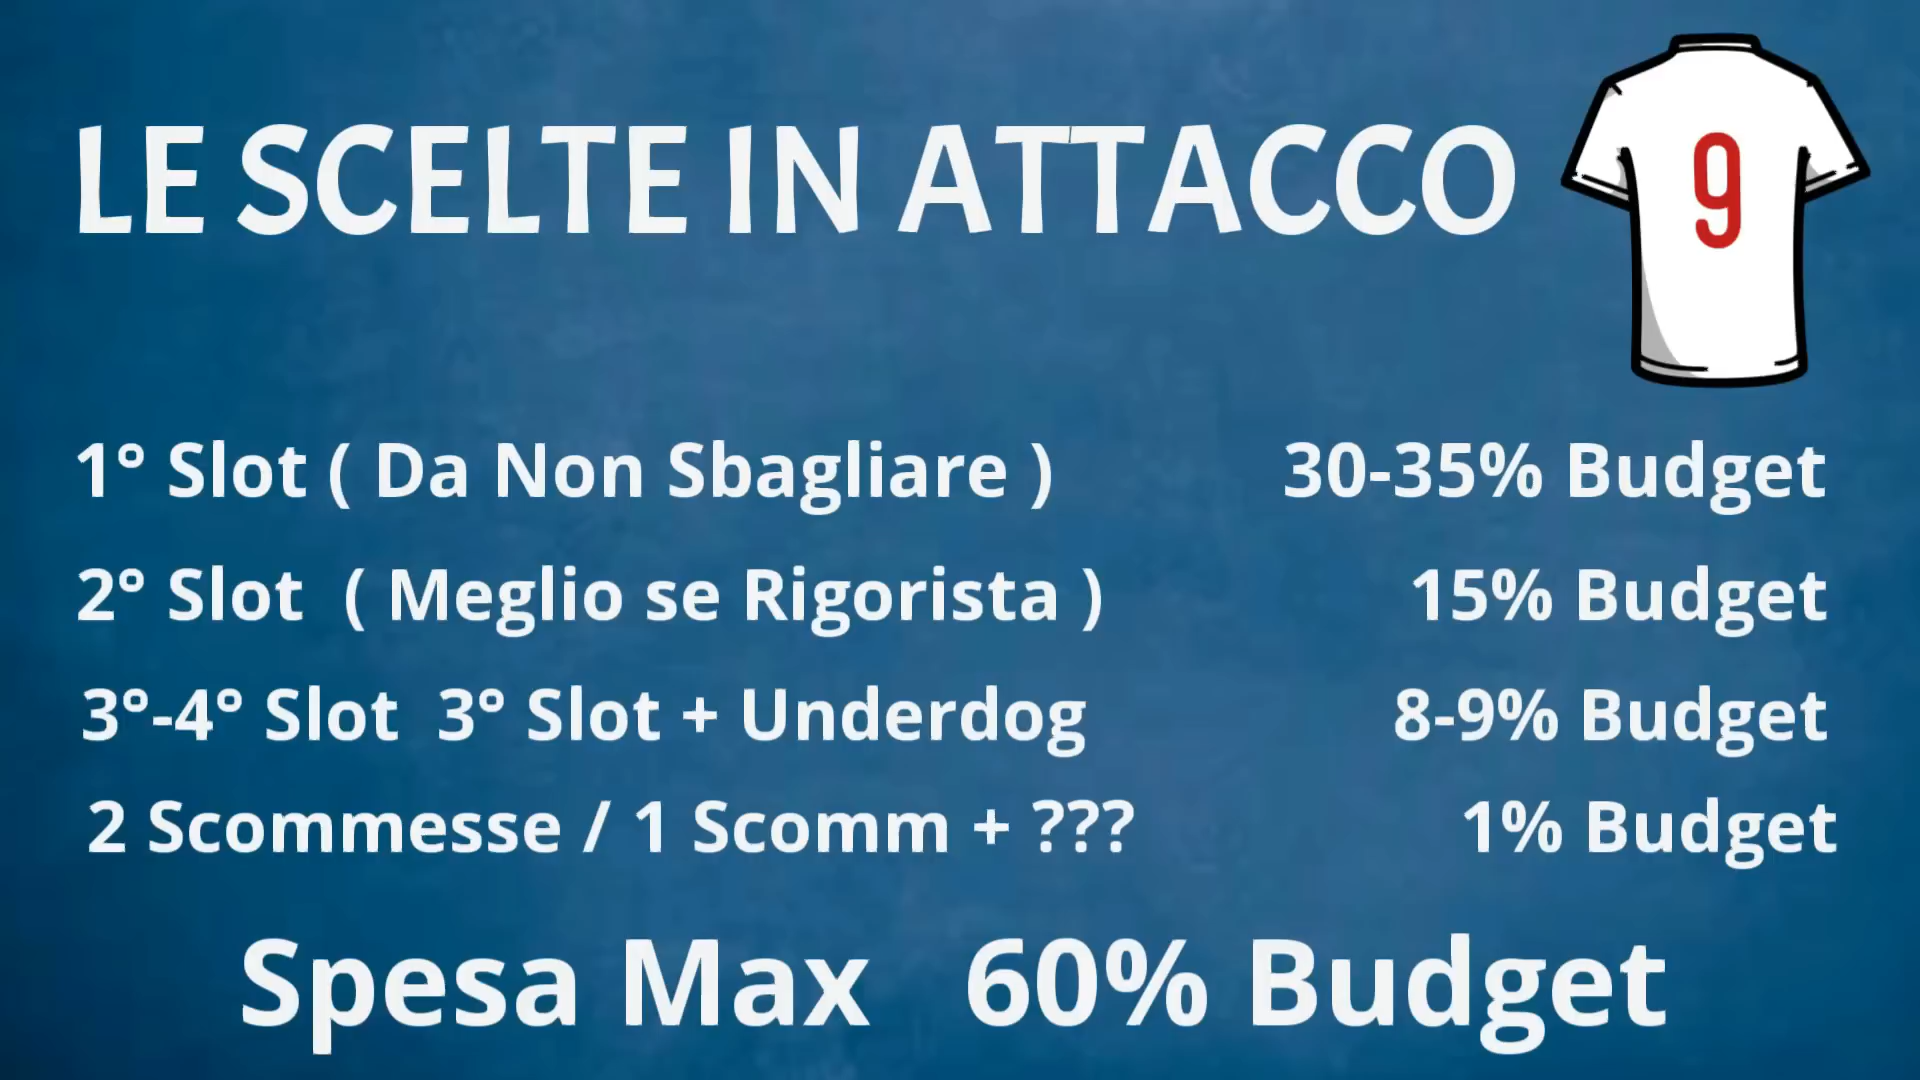 LE SCELTE IN ATTACCO
9
1° Slot ( Da Non Sbagliare ) 30-35% Budget
2° Slot ( Meglio se Rigorista ) 15% Budget
3°-4° Slot 3° Slot + Underdog 8-9% Budget
2 Scommesse / 1 Scomm + ??? 1% Budget
Spesa Max 60% Budget